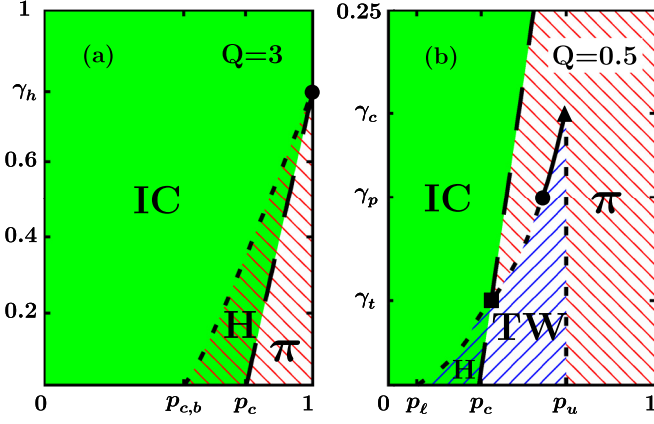 1
(a)
Q=3
γh
0.6
0.4
0.2
IC
H
π
0
pc,b
pc
1
0.25
(b)
Q=0.5
γc
γp
γt
IC
π
TW
H
0
pℓ
pc
pu
1